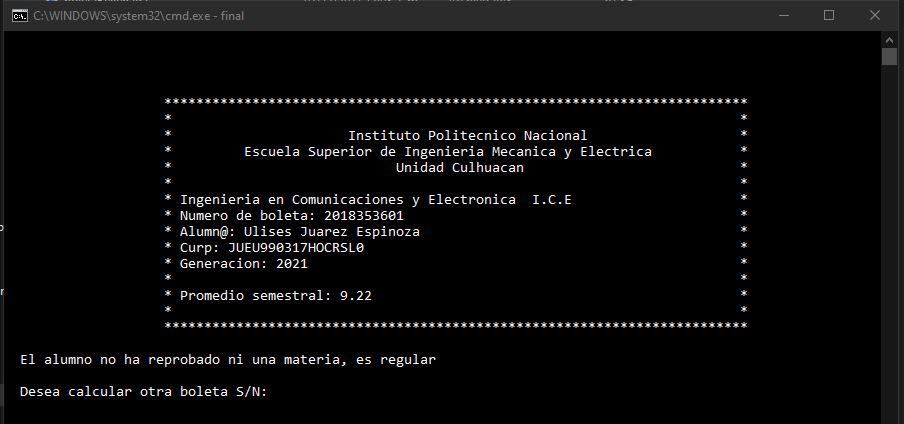 C:\WINDOWS\system32\cmd.exe - final
*************************************************************************
* *
* Instituto Politecnico Nacional *
* Escuela Superior de Ingenieria Mecanica y Electrica *
* Unidad Culhuacan *
* *
* Ingenieria en Comunicaciones y Electronica  I.C.E *
* Numero de boleta: 2018353601 *
* Alumn@: Ulises Juarez Espinoza *
* Curp: JUEU990317HOCRSL0 *
* Generacion: 2021 *
* *
* Promedio semestral: 9.22 *
* *
*************************************************************************
El alumno no ha reprobado ni una materia, es regular
Desea calcular otra boleta S/N: